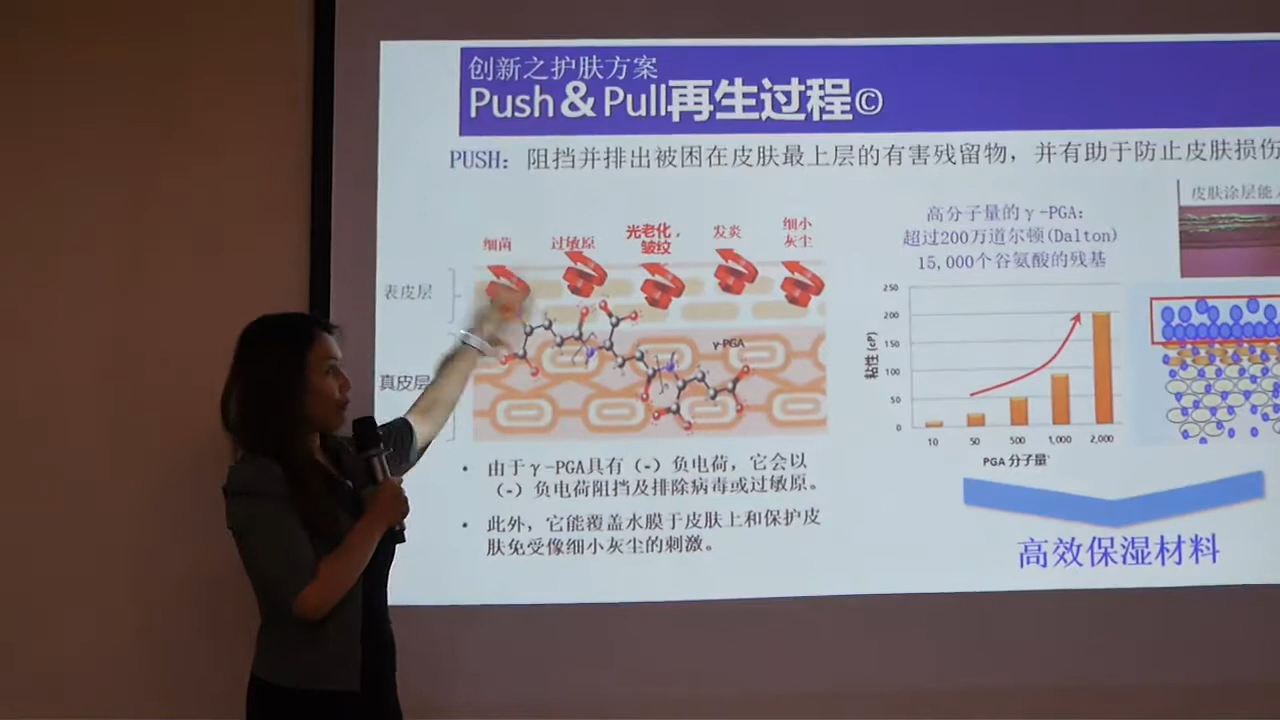 创新之护肤方案
Push&Pull再生过程©
PUSH: 阻挡并排出被困在皮肤最上层的有害残留物，并有助于防止皮肤损伤
细菌
过敏原
光老化,
皱纹
发炎
细小
灰尘
表皮层
真皮层
γ-PGA
• 由于γ-PGA具有（-）负电荷，它会以
（-）负电荷阻挡及排除病毒或过敏原。
• 此外，它能覆盖水膜于皮肤上和保护皮
肤免受像细小灰尘的刺激。
高分子量的γ-PGA:
超过200万道尔顿(Dalton)
15,000个谷氨酸的残基
粘性 (cP)
250
200
150
100
50
0
10
50
500
1,000
2,000
PGA 分子量
皮肤涂层能
高效保湿材料